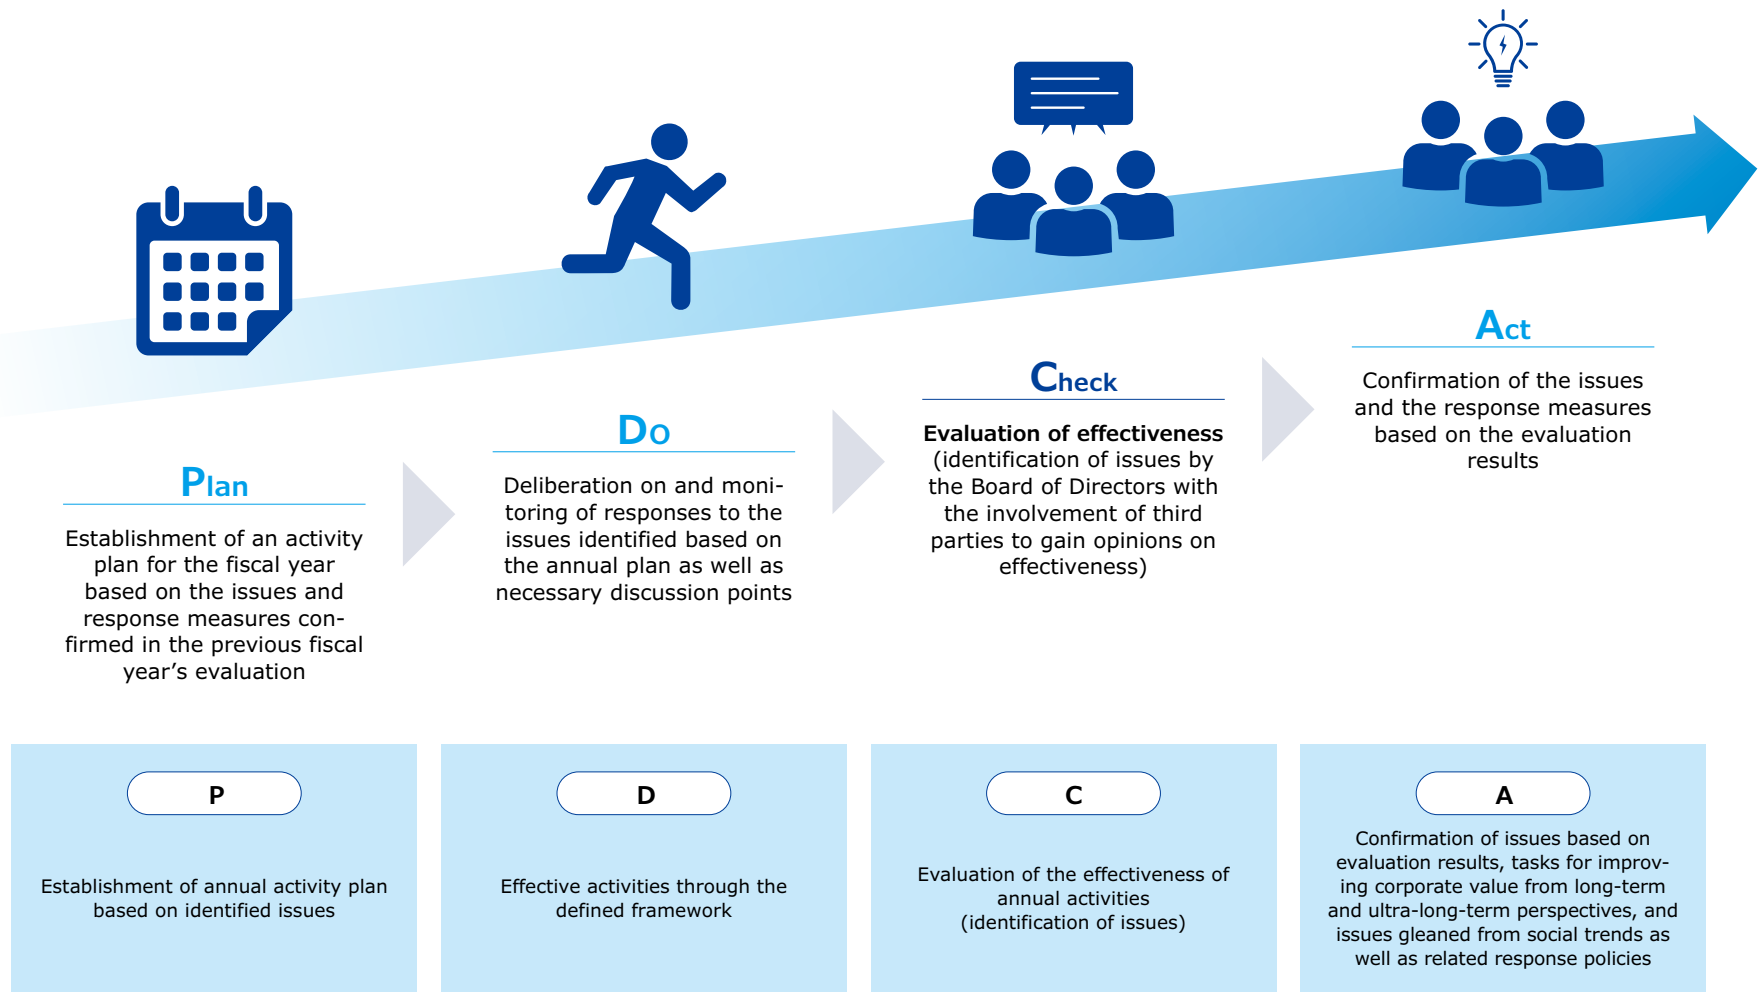 Plan
Establishment of an activity
plan for the fiscal year
based on the issues and
response measures con-
firmed in the previous fiscal
year’s evaluation
Do
Deliberation on and moni-
toring of responses to the
issues identified based on
the annual plan as well as
necessary discussion points
Check
Evaluation of effectiveness
(identification of issues by
the Board of Directors with
the involvement of third
parties to gain opinions on
effectiveness)
Act
Confirmation of the issues
and the response measures
based on the evaluation
results
P
Establishment of annual activity plan
based on identified issues
D
Effective activities through the
defined framework
C
Evaluation of the effectiveness of
annual activities
(identification of issues)
A
Confirmation of issues based on
evaluation results, tasks for improv-
ing corporate value from long-term
and ultra-long-term perspectives, and
issues gleaned from social trends as
well as related response policies